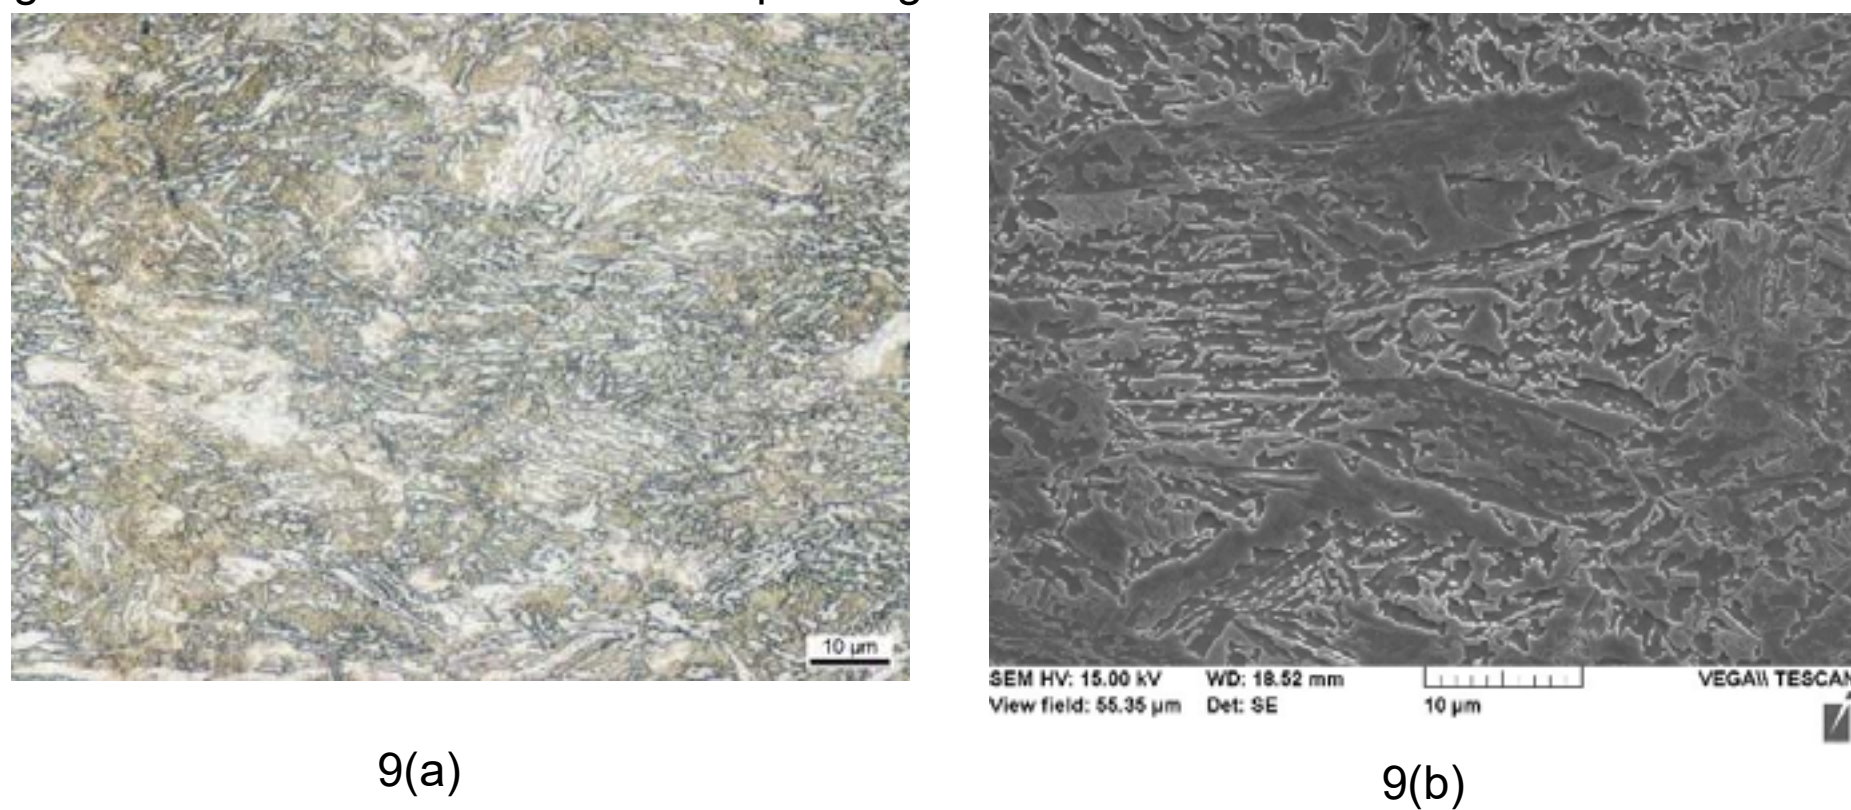 10 µm
SEM HV: 15.00 kV WD: 18.52 mm VEGA\\ TESCAN
View field: 55.35 µm Det: SE 10 µm
9(a)
9(b)